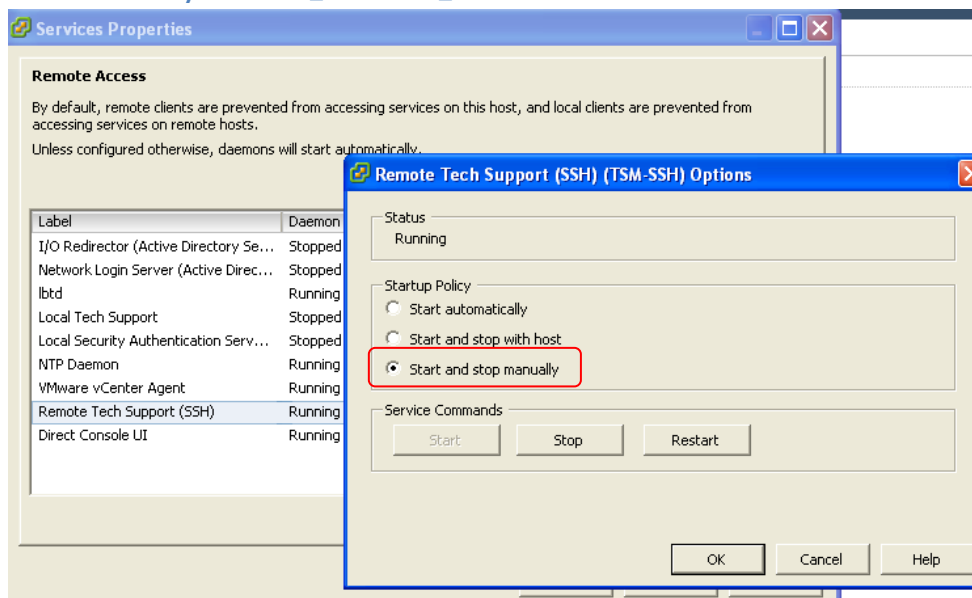 Services Properties
Remote Access
By default, remote clients are prevented from accessing services on this host, and local clients are prevented from
accessing services on remote hosts.
Unless configured otherwise, daemons will start automatically.
Label Daemon
I/O Redirector (Active Directory Se... Stopped
Network Login Server (Active Direc... Stopped
lbtd Running
Local Tech Support Stopped
Local Security Authentication Serv... Stopped
NTP Daemon Running
VMware vCenter Agent Running
Remote Tech Support (SSH) Running
Direct Console UI Running
Remote Tech Support (SSH) (TSM-SSH) Options
Status
Running
Startup Policy
Start automatically
Start and stop with host
Start and stop manually
Service Commands
Start Stop Restart
OK Cancel Help